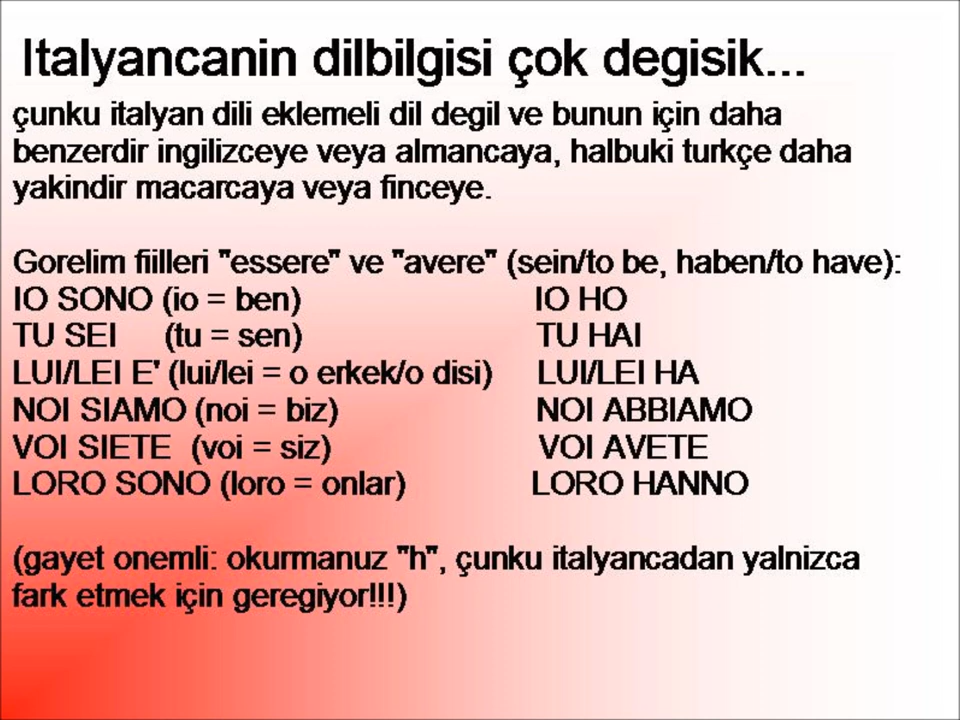 Italyancanin dilbilgisi çok degisik...
çunku italyan dili eklemeli dil degil ve bunun için daha
benzerdir ingilizceye veya almancaya, halbuki turkçe daha
yakindir macarcaya veya finceye.
Gorelim fiilleri "essere" ve "avere" (sein/to be, haben/to have):
IO SONO (io = ben) IO HO
TU SEI (tu = sen) TU HAI
LUI/LEI E' (lui/lei = o erkek/o disi) LUI/LEI HA
NOI SIAMO (noi = biz) NOI ABBIAMO
VOI SIETE (voi = siz) VOI AVETE
LORO SONO (loro = onlar) LORO HANNO
(gayet onemli: okurmanuz "h", çunku italyancadan yalnizca
fark etmek için geregiyor!!!)